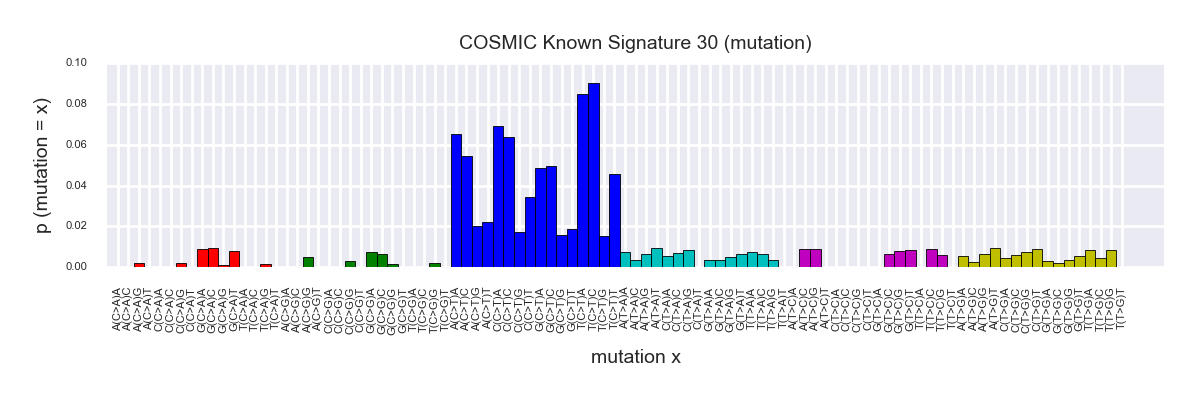 COSMIC Known Signature 30 (mutation)
p (mutation = x)
0.10
0.08
0.06
0.04
0.02
0.00
A(C>A)A
A(C>A)C
A(C>A)G
A(C>A)T
C(C>A)A
C(C>A)C
C(C>A)G
C(C>A)T
G(C>A)A
G(C>A)C
G(C>A)G
G(C>A)T
T(C>A)A
T(C>A)C
T(C>A)G
T(C>A)T
A(C>G)A
A(C>G)C
A(C>G)G
A(C>G)T
C(C>G)A
C(C>G)C
C(C>G)G
C(C>G)T
G(C>G)A
G(C>G)C
G(C>G)G
G(C>G)T
T(C>G)A
T(C>G)C
T(C>G)G
T(C>G)T
A(C>T)A
A(C>T)C
A(C>T)G
A(C>T)T
C(C>T)A
C(C>T)C
C(C>T)G
C(C>T)T
G(C>T)A
G(C>T)C
G(C>T)G
G(C>T)T
T(C>T)A
T(C>T)C
T(C>T)G
T(C>T)T
A(T>A)A
A(T>A)C
A(T>A)G
A(T>A)T
C(T>A)A
C(T>A)C
C(T>A)G
C(T>A)T
G(T>A)A
G(T>A)C
G(T>A)G
G(T>A)T
T(T>A)A
T(T>A)C
T(T>A)G
T(T>A)T
A(T>C)A
A(T>C)C
A(T>C)G
A(T>C)T
C(T>C)A
C(T>C)C
C(T>C)G
C(T>C)T
G(T>C)A
G(T>C)C
G(T>C)G
G(T>C)T
T(T>C)A
T(T>C)C
T(T>C)G
T(T>C)T
A(T>G)A
A(T>G)C
A(T>G)G
A(T>G)T
C(T>G)A
C(T>G)C
C(T>G)G
C(T>G)T
G(T>G)A
G(T>G)C
G(T>G)G
G(T>G)T
T(T>G)A
T(T>G)C
T(T>G)G
T(T>G)T
mutation x